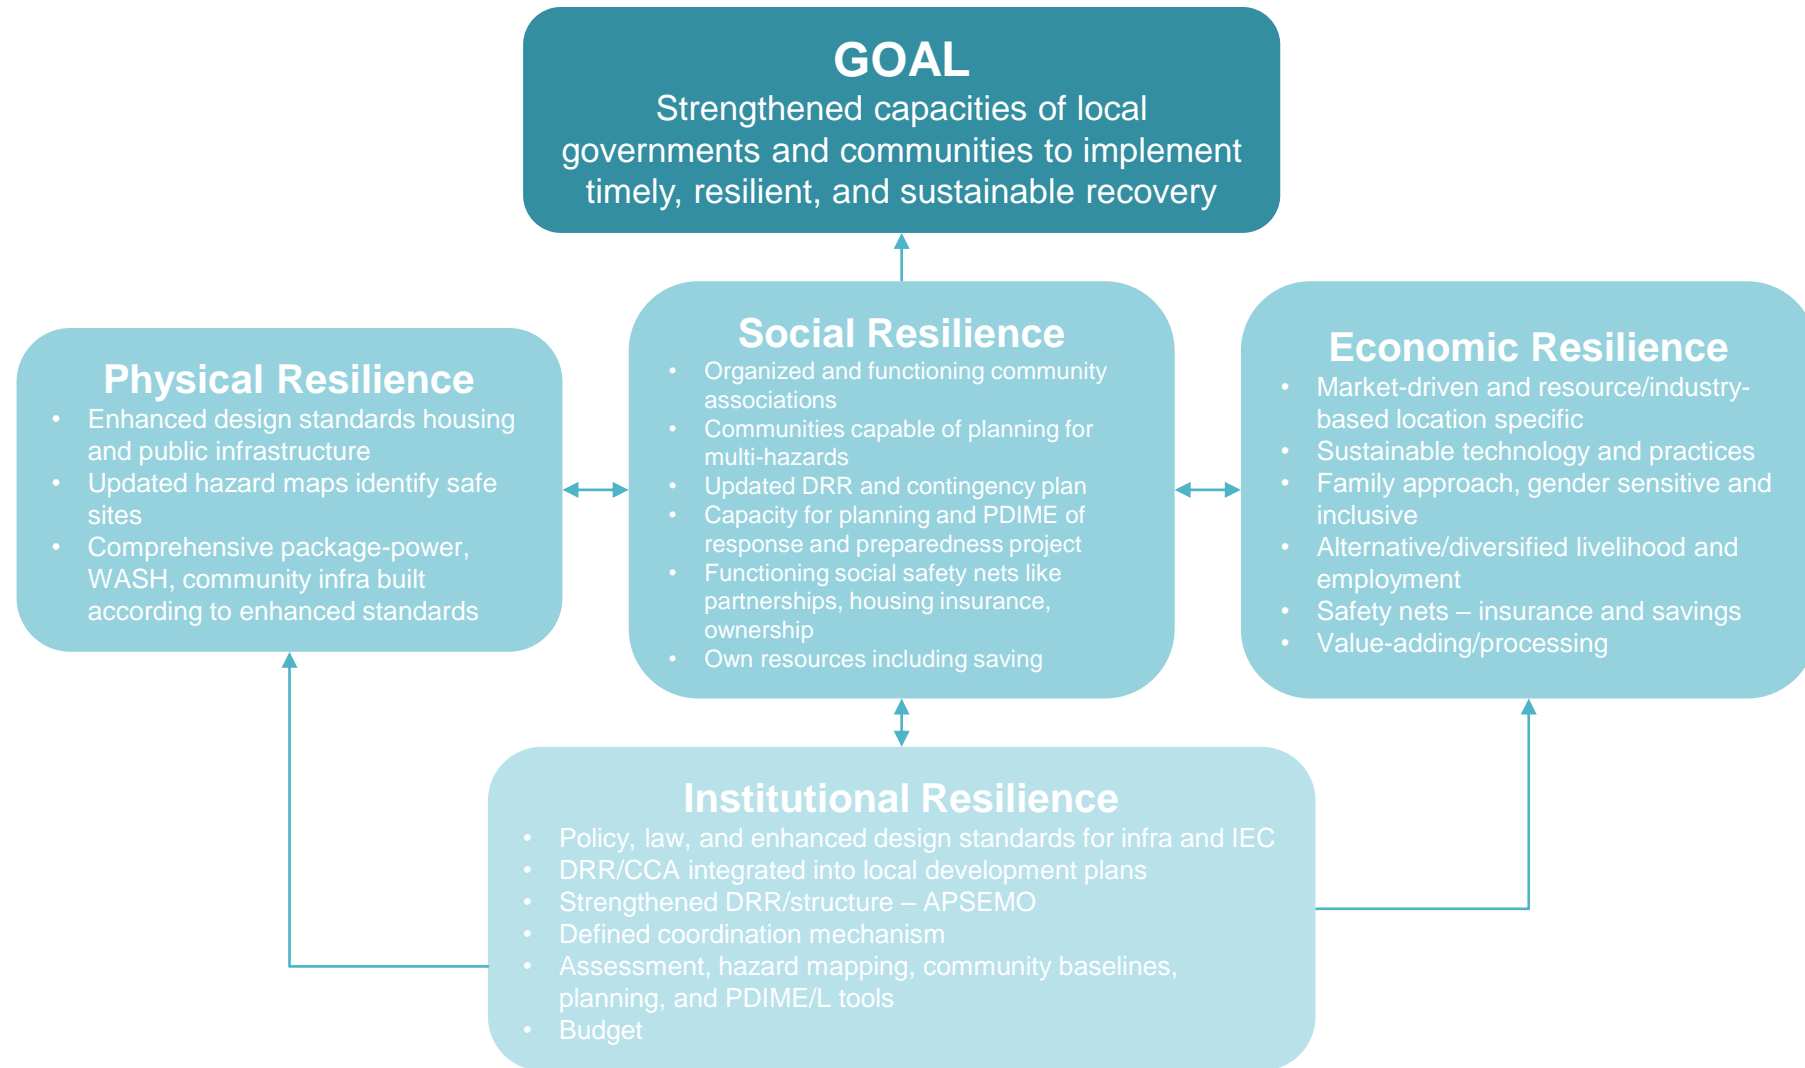 GOAL
Strengthened capacities of local
governments and communities to implement
timely, resilient, and sustainable recovery
Physical Resilience
• Enhanced design standards housing
and public infrastructure
• Updated hazard maps identify safe
sites
• Comprehensive package-power,
WASH, community infra built
according to enhanced standards
Social Resilience
• Organized and functioning community
associations
• Communities capable of planning for
multi-hazards
• Updated DRR and contingency plan
• Capacity for planning and PDIME of
response and preparedness project
• Functioning social safety nets like
partnerships, housing insurance,
ownership
• Own resources including saving
Economic Resilience
• Market-driven and resource/industry-
based location specific
• Sustainable technology and practices
• Family approach, gender sensitive and
inclusive
• Alternative/diversified livelihood and
employment
• Safety nets – insurance and savings
• Value-adding/processing
Institutional Resilience
• Policy, law, and enhanced design standards for infra and IEC
• DRR/CCA integrated into local development plans
• Strengthened DRR/structure – APSEMO
• Defined coordination mechanism
• Assessment, hazard mapping, community baselines,
planning, and PDIME/L tools
• Budget